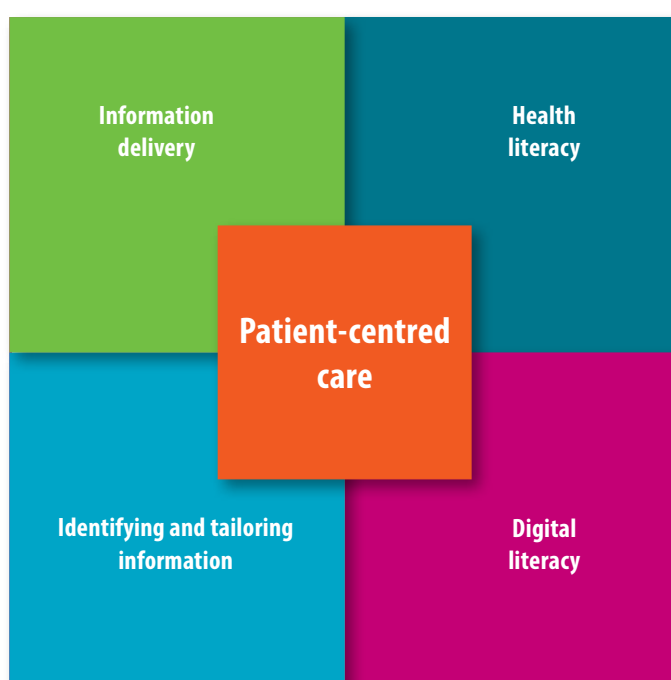 Information
delivery
Health
literacy
Patient-centred
care
Identifying and tailoring
information
Digital
literacy